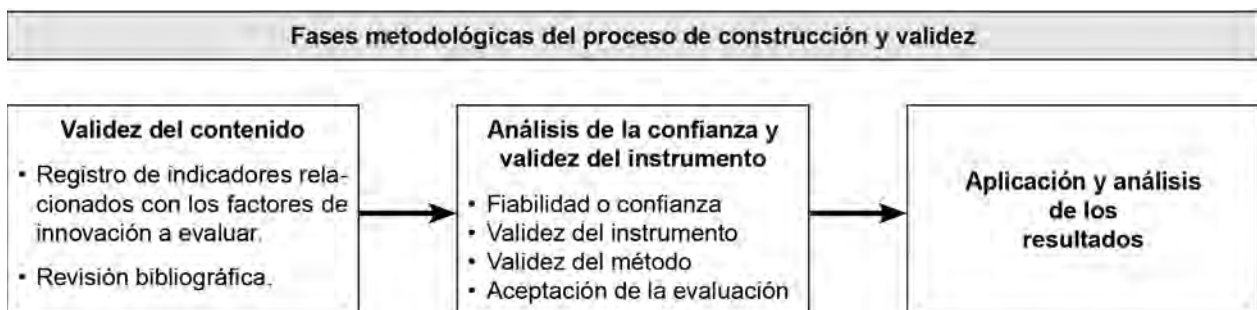 Fases metodológicas del proceso de construcción y validez
Validez del contenido
• Registro de indicadores rela-
cionados con los factores de
innovación a evaluar.
• Revisión bibliográfica.
Análisis de la confianza y
validez del instrumento
• Fiabilidad o confianza
• Validez del instrumento
• Validez del método
• Aceptación de la evaluación
Aplicación y análisis
de los
resultados